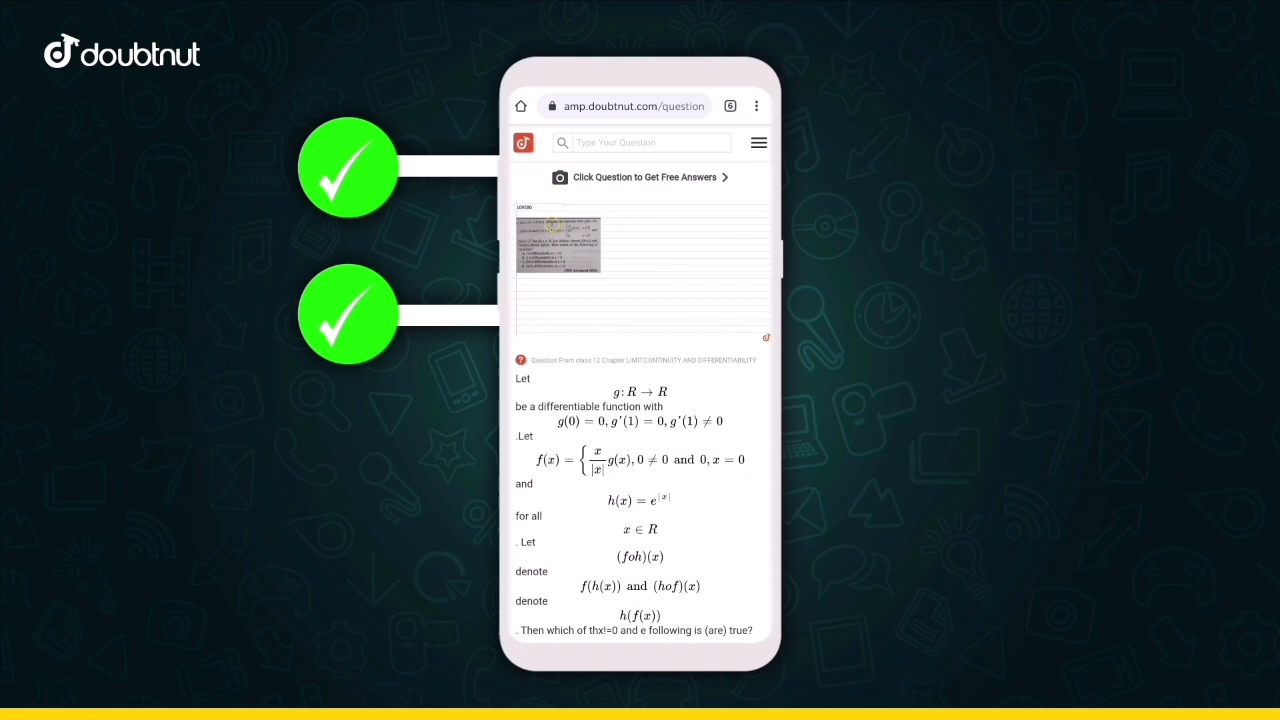 doubtnut
amp.doubtnut.com/question
6
Type Your Question
Click Question to Get Free Answers
109380
Question From class 12 Chapter LIMIT,CONTINUITY AND DIFFERENTIABILITY
Let
g: R → R
be a differentiable function with
g(0) = 0, g'(1) = 0, g'(1) ≠ 0
.Let
f(x) = { x/|x| g(x), 0 ≠ 0 and 0, x = 0
and
h(x) = e^|x|
for all
x ∈ R
. Let
(foh)(x)
denote
f(h(x)) and (hof)(x)
denote
h(f(x))
. Then which of thx!=0 and e following is (are) true?